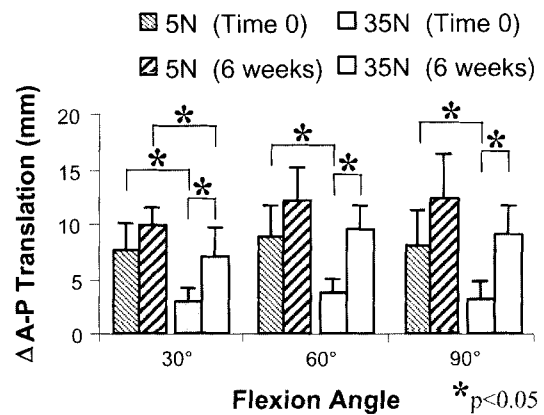 5N (Time 0) 35N (Time 0)
5N (6 weeks) 35N (6 weeks)
Δ A-P Translation (mm)
20
15
10
5
0
* * * * * * *
30° 60° 90°
Flexion Angle
*p<0.05